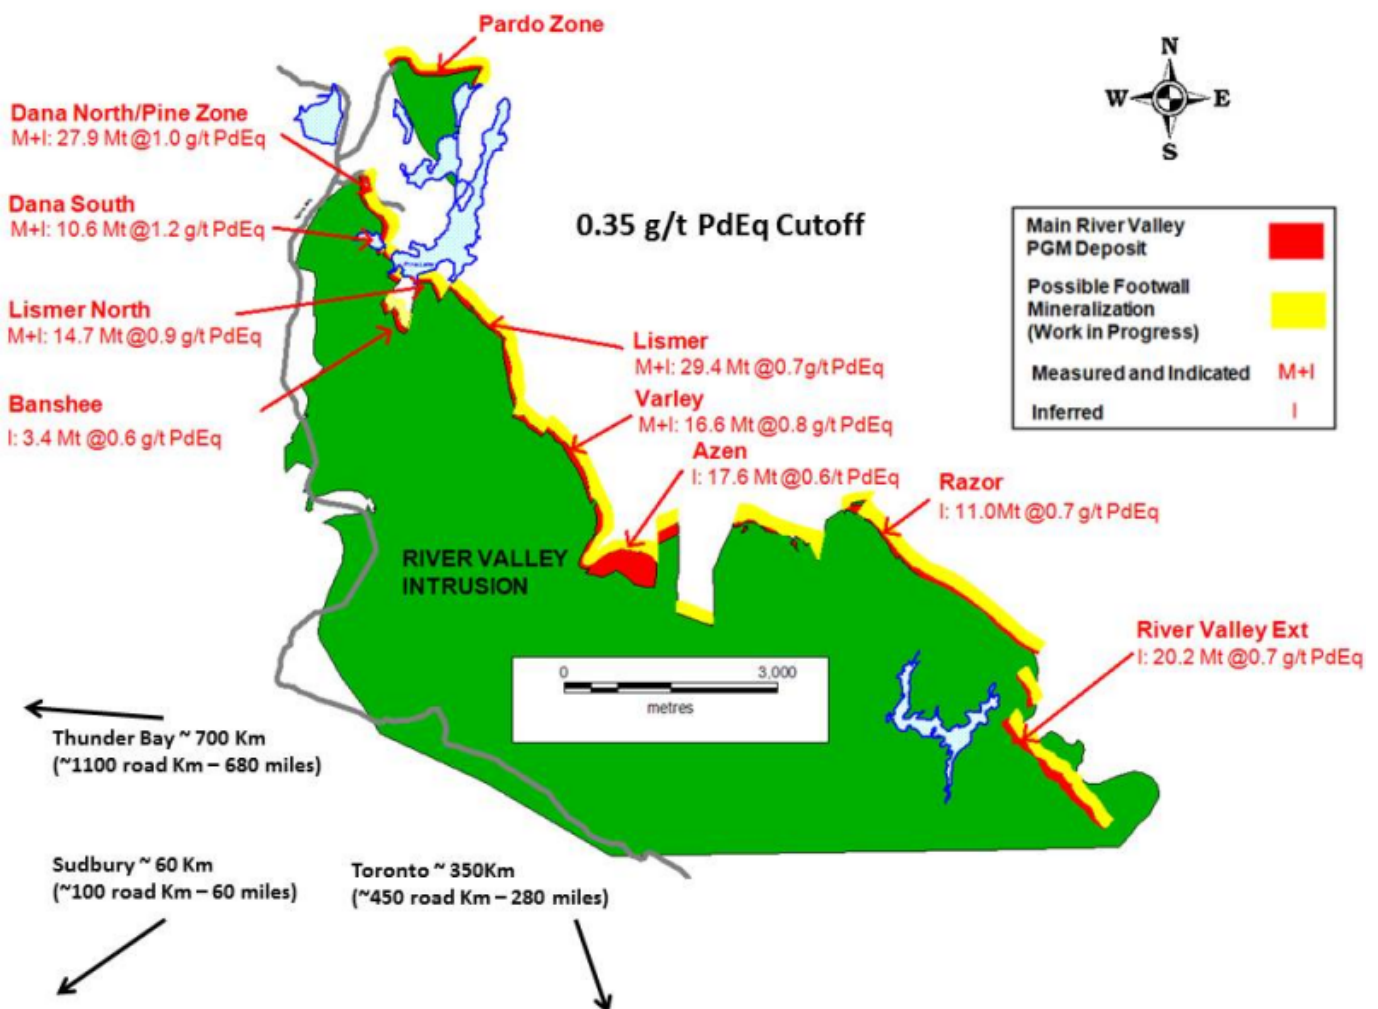 Pardo Zone
N
W
E
S
Dana North/Pine Zone
M+I: 27.9 Mt @1.0 g/t PdEq
Dana South
M+I: 10.6 Mt @1.2 g/t PdEq
0.35 g/t PdEq Cutoff
Main River Valley
PGM Deposit
Possible Footwall
Mineralization
(Work in Progress)
Measured and Indicated M+I
Inferred I
Lismer North
M+I: 14.7 Mt @0.9 g/t PdEq
Lismer
M+I: 29.4 Mt @0.7g/t PdEq
Banshee
I: 3.4 Mt @0.6 g/t PdEq
Varley
M+I: 16.6 Mt @0.8 g/t PdEq
Azen
I: 17.6 Mt @0.6/t PdEq
Razor
I: 11.0Mt @0.7 g/t PdEq
RIVER VALLEY
INTRUSION
River Valley Ext
I: 20.2 Mt @0.7 g/t PdEq
0 3,000
metres
Thunder Bay ~ 700 Km
(~1100 road Km – 680 miles)
Sudbury ~ 60 Km
(~100 road Km – 60 miles)
Toronto ~ 350Km
(~450 road Km – 280 miles)